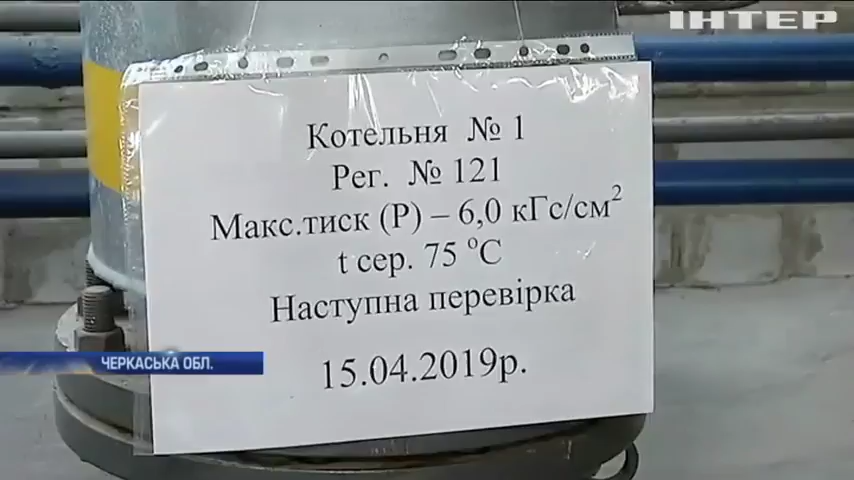 ІНТЕР
Котельня № 1
Рег. № 121
Макс.тиск (Р) – 6,0 кГс/см²
t сер. 75 °С
Наступна перевірка
15.04.2019р.
ЧЕРКАСЬКА ОБЛ.